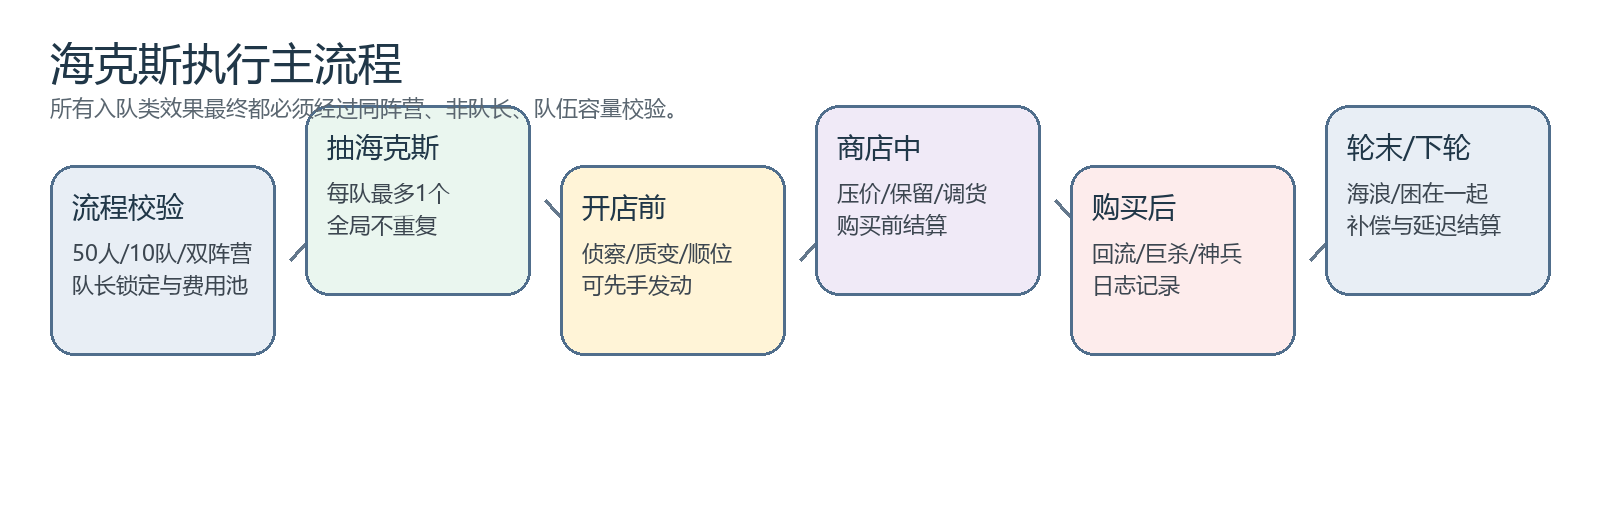 海克斯执行主流程
所有入队类效果最终都必须经过同阵营、非队长、队伍容量校验。
流程校验
50人/10队/双阵营
队长锁定与费用池
抽海克斯
每队最多1个
全局不重复
开店前
侦察/质变/顺位
可先手发动
商店中
压价/保留/调货
购买前结算
购买后
回流/巨杀/神兵
日志记录
轮末/下轮
海浪/困在一起
补偿与延迟结算